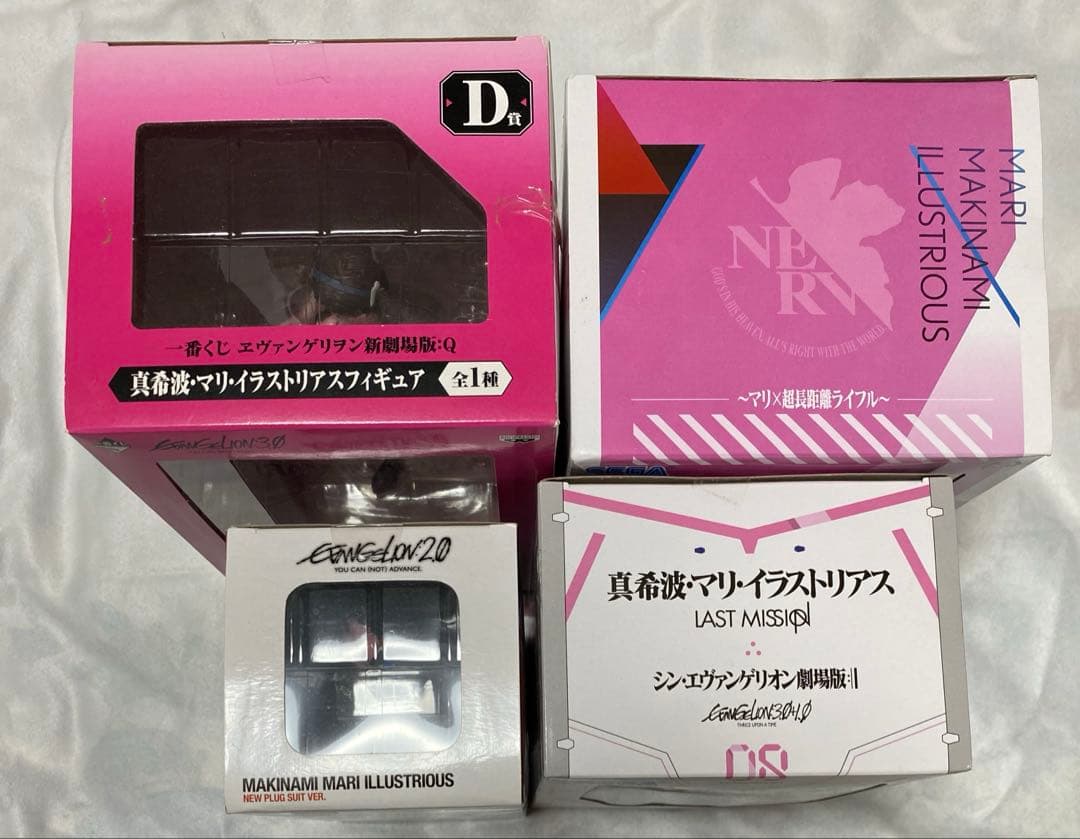 D賞
一番くじ ヱヴァンゲリヲン新劇場版:Q
真希波・マリ・イラストリアスフィギュア 全1種
EVANGELION:3.0
MARI
MAKINAMI
ILLUSTRIOUS
NERV
GOD'S IN HIS HEAVEN. ALL'S RIGHT WITH THE WORLD.
～マリ×超長距離ライフル～
SEGA
EVANGELION:2.0
YOU CAN (NOT) ADVANCE.
MAKINAMI MARI ILLUSTRIOUS
NEW PLUG SUIT VER.
真希波・マリ・イラストリアス
LAST MISSION
シン・エヴァンゲリオン劇場版:||
EVANGELION:3.0+1.0
THRICE UPON A TIME
08